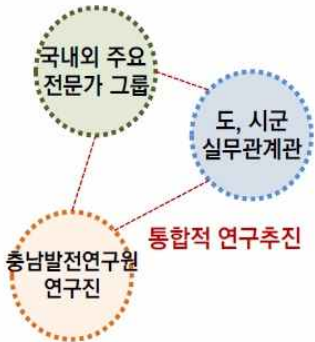 국내외 주요
전문가 그룹
도, 시군
실무관계관
통합적 연구추진
충남발전연구원
연구진